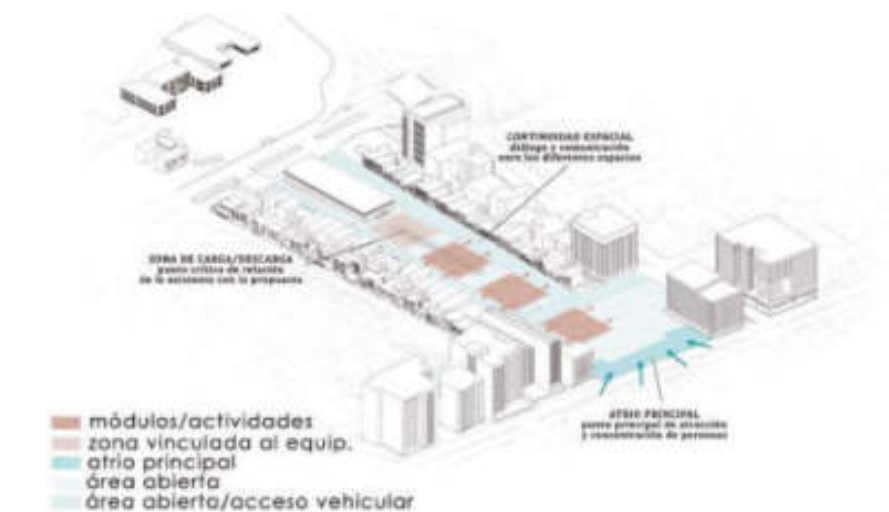 CONTINUIDAD ESPACIAL
diálogo y comunicación
entre los diferentes espacios
ZONA DE CARGA/DESCARGA
punto crítico de relación
de lo existente con la propuesta
ATRIO PRINCIPAL
punto principal de atracción
y concentración de personas
módulos/actividades
zona vinculada al equip.
atrio principal
área abierta
área abierta/acceso vehicular